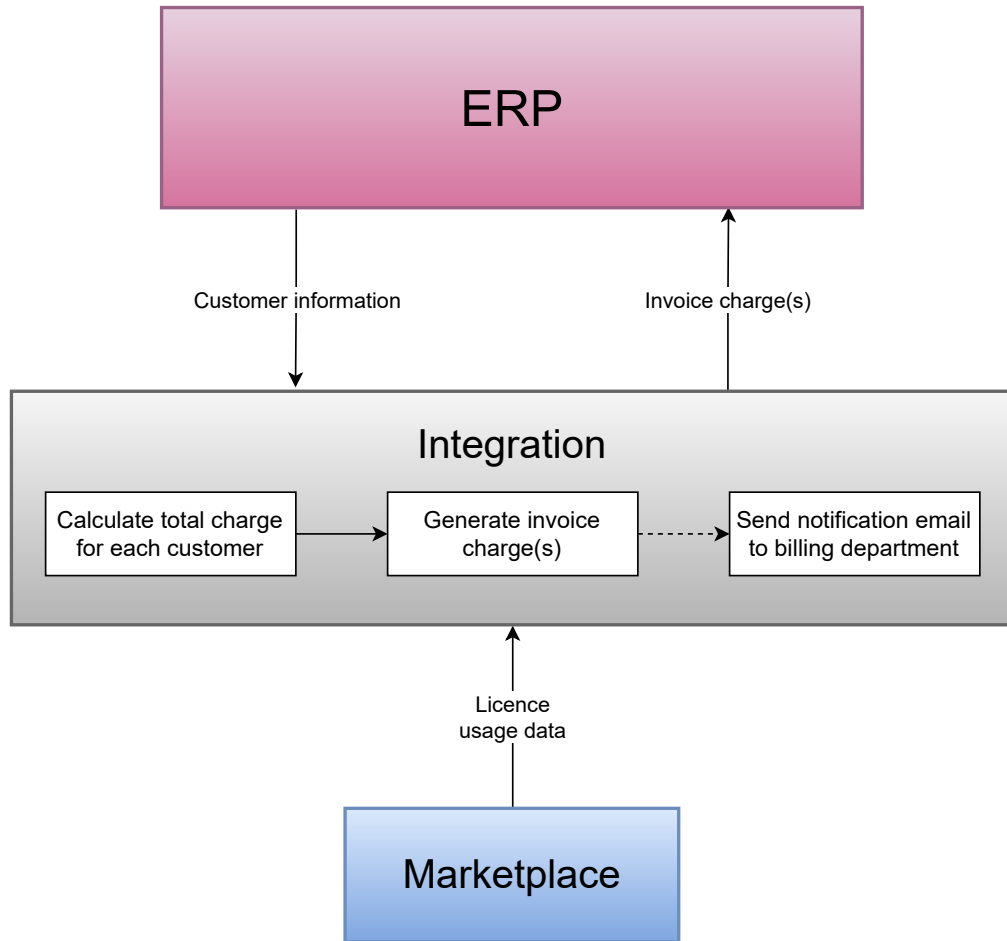 ERP
Customer information
Invoice charge(s)
Integration
Calculate total charge
for each customer
Generate invoice
charge(s)
Send notification email
to billing department
Licence
usage data
Marketplace